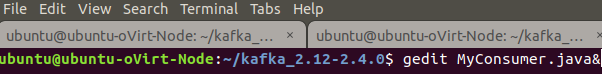 File Edit View Search Terminal Tabs Help
ubuntu@ubuntu-oVirt-Node: ~/kafka_... × ubuntu@ubuntu-oVirt-Node: ~/kafka_...
ubuntu@ubuntu-oVirt-Node:~/kafka_2.12-2.4.0$ gedit MyConsumer.java&